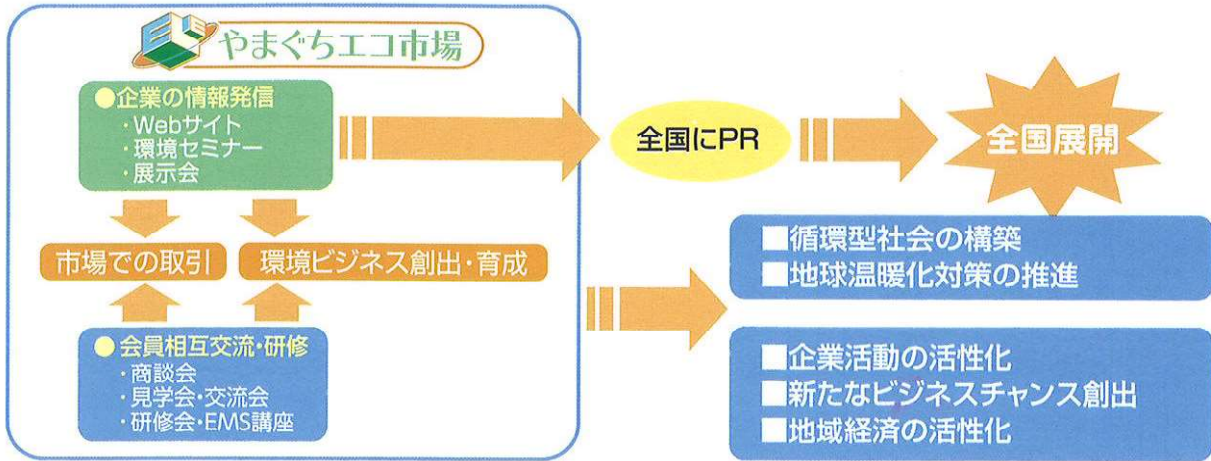 やまぐちエコ市場
●企業の情報発信
・Webサイト
・環境セミナー
・展示会
全国にPR
全国展開
市場での取引
環境ビジネス創出・育成
●会員相互交流・研修
・商談会
・見学会・交流会
・研修会・EMS講座
■循環型社会の構築
■地球温暖化対策の推進
■企業活動の活性化
■新たなビジネスチャンス創出
■地域経済の活性化